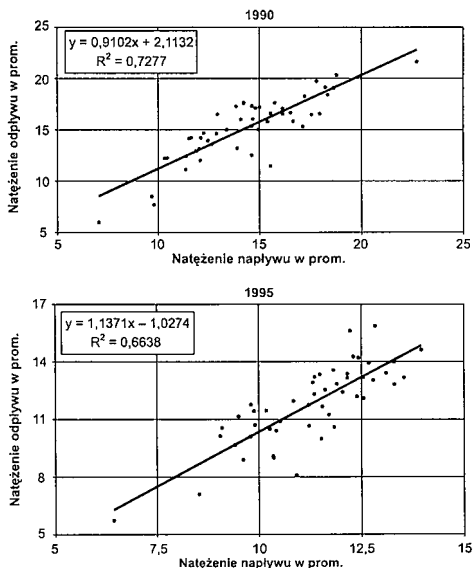 1990
25
y = 0,9102x + 2,1132
R² = 0,7277
20
15
10
5
Natężenie odpływu w prom.
5 10 15 20 25
Natężenie napływu w prom.
1995
17
y = 1,1371x – 1,0274
R² = 0,6638
14
11
8
5
Natężenie odpływu w prom.
5 7,5 10 12,5 15
Natężenie napływu w prom.